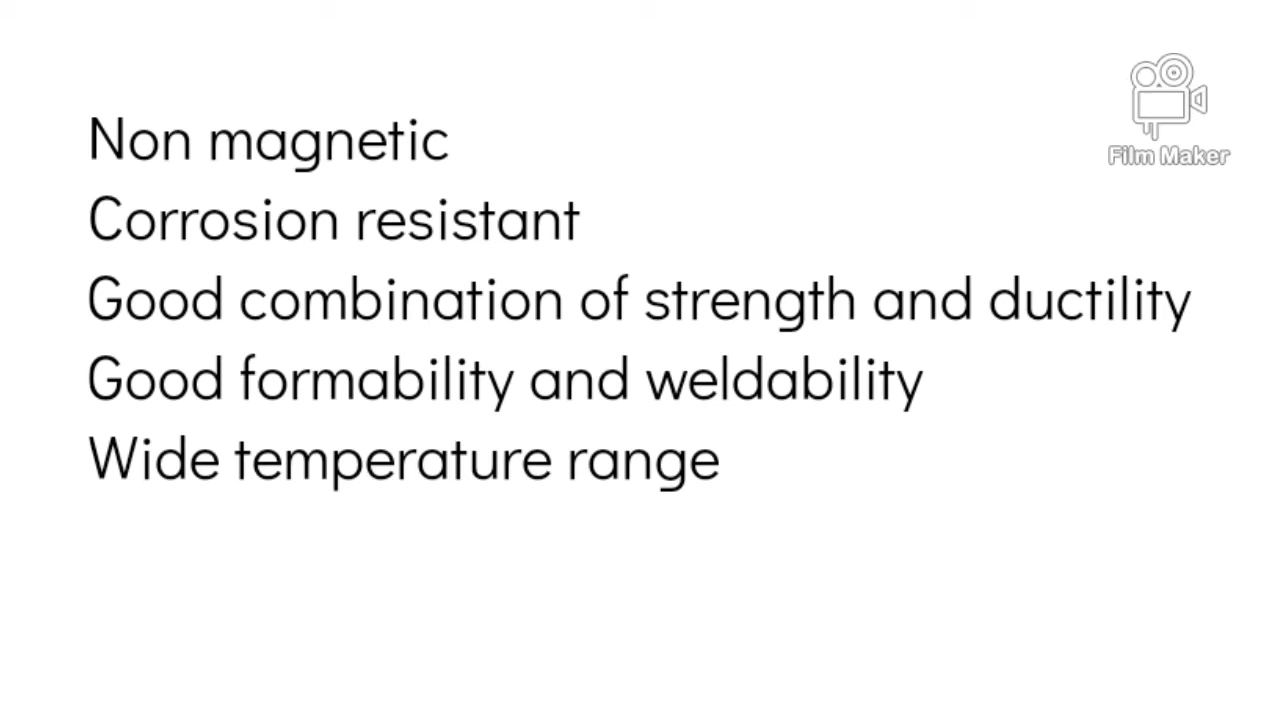 Non magnetic
Corrosion resistant
Good combination of strength and ductility
Good formability and weldability
Wide temperature range
Film Maker